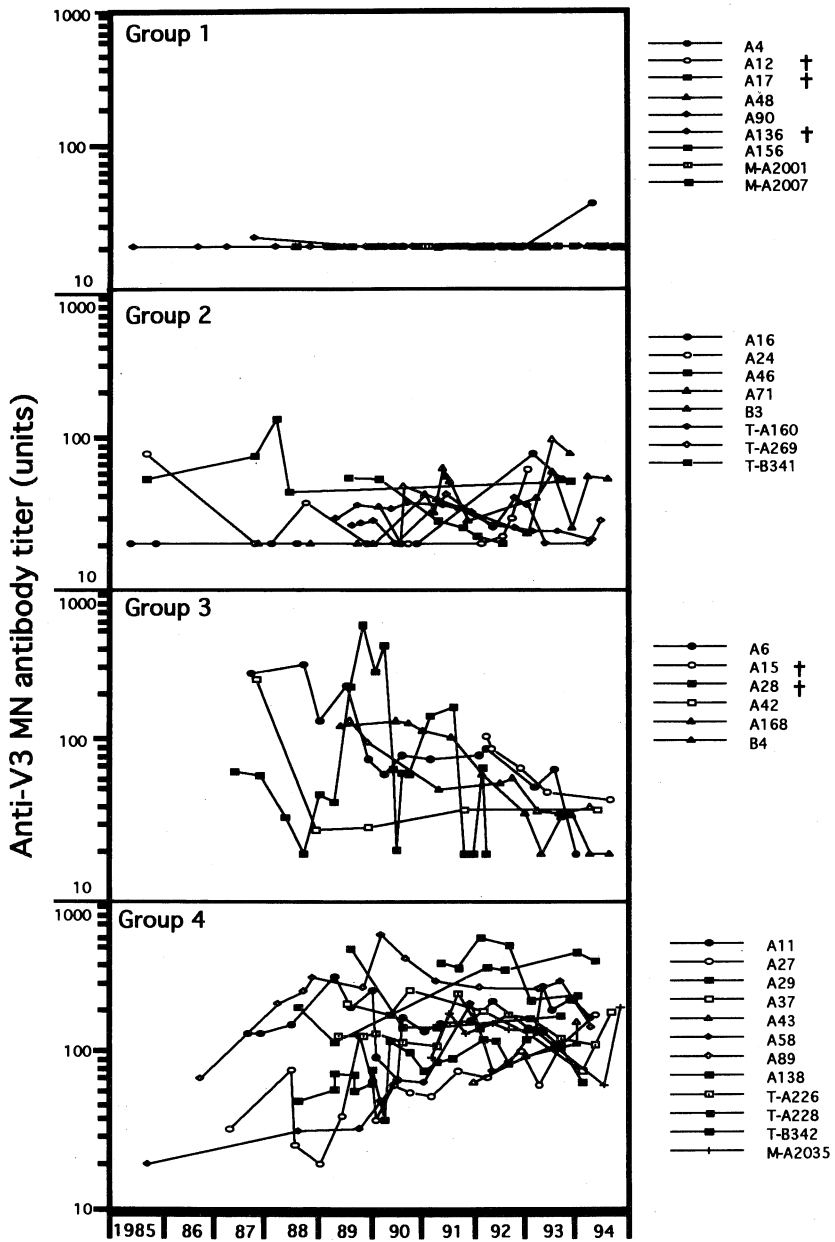 Anti-V3 MN antibody titer (units)
1000
Group 1
100
10
A4
A12 †
A17 †
A48
A90
A136 †
A156
M-A2001
M-A2007
1000
Group 2
100
10
A16
A24
A46
A71
B3
T-A160
T-A269
T-B341
1000
Group 3
100
10
A6
A15 †
A28 †
A42
A168
B4
1000
Group 4
100
10
A11
A27
A29
A37
A43
A58
A89
A138
T-A226
T-A228
T-B342
M-A2035
1985 86 87 88 89 90 91 92 93 94